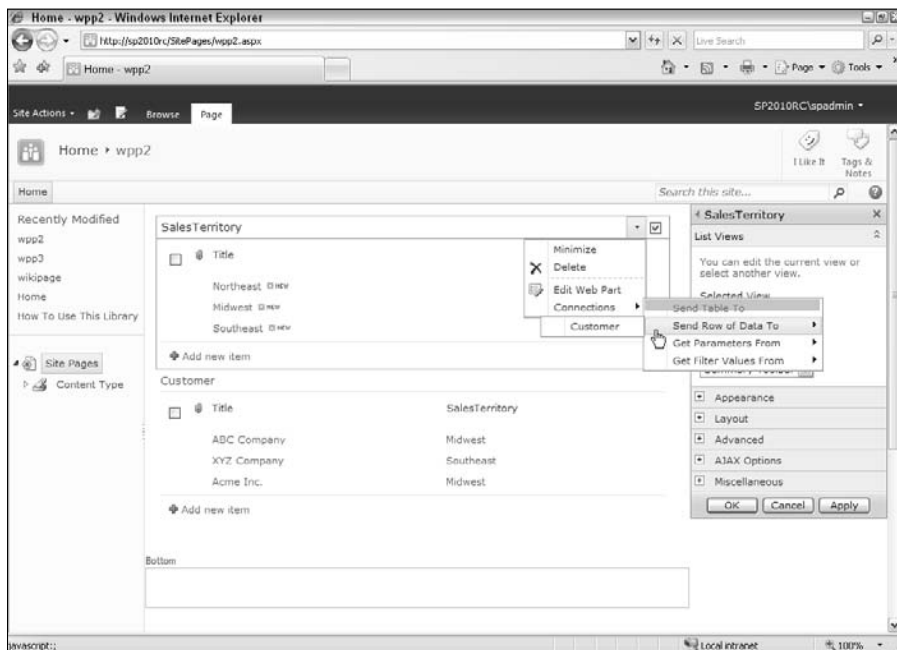 Home - wpp2 - Windows Internet Explorer
http://sp2010rc/SitePages/wpp2.aspx
Live Search
Home - wpp2
Page
Tools
Site Actions
Browse
Page
SP2010RC\spadmin
Home ▸ wpp2
I Like It
Tags &
Notes
Home
Search this site...
Recently Modified
wpp2
wpp3
wikipage
Home
How To Use This Library
Site Pages
Content Type
SalesTerritory
Title
Northeast NEW
Midwest NEW
Southeast NEW
Add new item
Minimize
Delete
Edit Web Part
Connections
Customer
Send Table To
Send Row of Data To
Get Parameters From
Get Filter Values From
SalesTerritory
List Views
You can edit the current view or
select another view.
Selected View
Summary Toolbar
Appearance
Layout
Advanced
AJAX Options
Miscellaneous
OK Cancel Apply
Customer
Title SalesTerritory
ABC Company Midwest
XYZ Company Southeast
Acme Inc. Midwest
Add new item
Bottom
javascript:;
Local intranet
100%